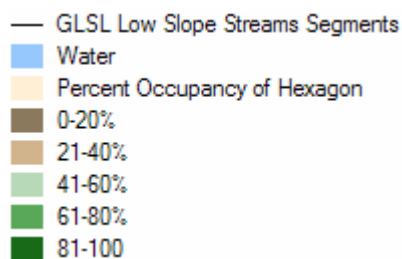 GLSL Low Slope Streams Segments
Water
Percent Occupancy of Hexagon
0-20%
21-40%
41-60%
61-80%
81-100